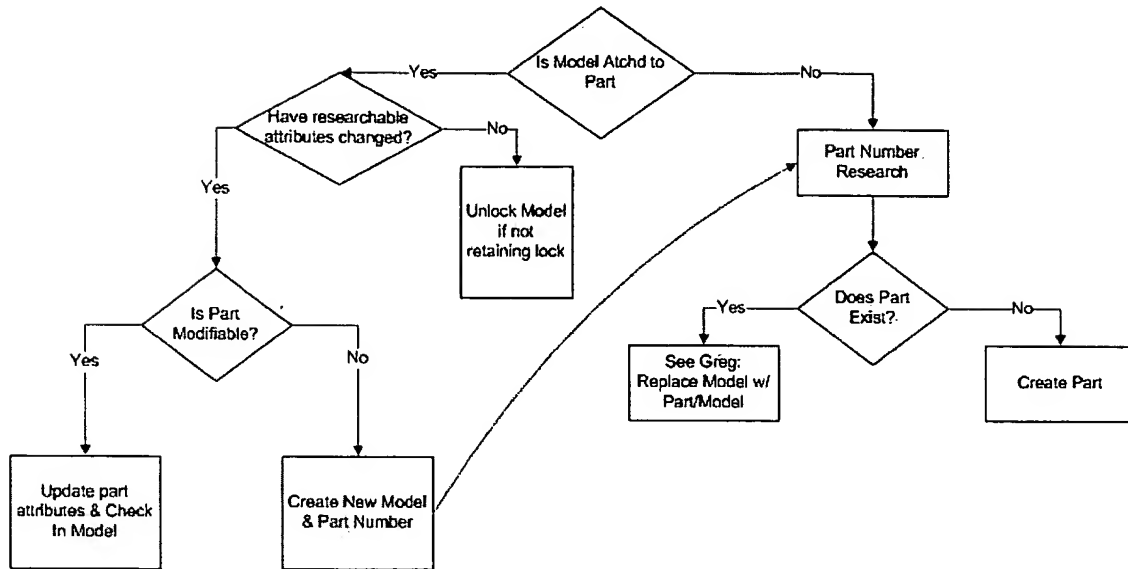 Is Model Atchd to
Part
Yes
No
Have researchable
attributes changed?
No
Yes
Part Number
Research
Unlock Model
if not
retaining lock
Is Part
Modifiable?
Does Part
Exist?
Yes
No
Yes
No
See Greg:
Replace Model w/
Part/Model
Create Part
Update part
attributes & Check
In Model
Create New Model
& Part Number